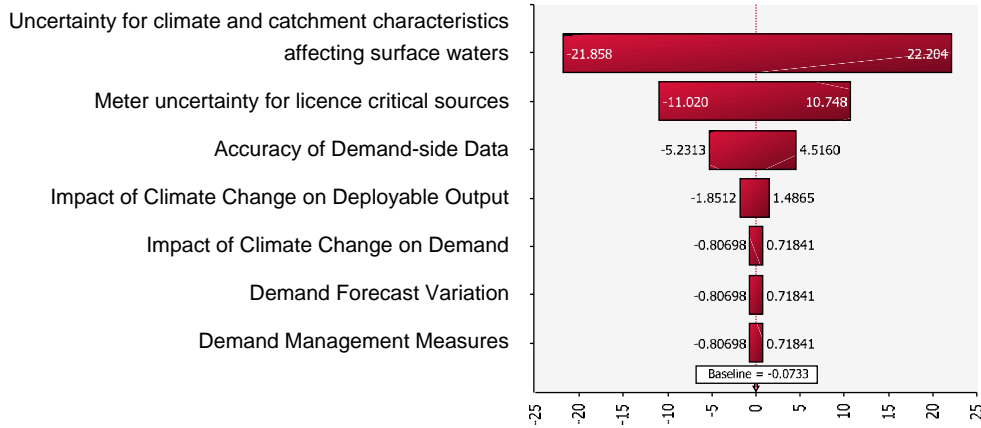 Uncertainty for climate and catchment characteristics
affecting surface waters
-21.858 22.204
Meter uncertainty for licence critical sources
-11.020 10.748
Accuracy of Demand-side Data
-5.2313 4.5160
Impact of Climate Change on Deployable Output
-1.8512 1.4865
Impact of Climate Change on Demand
-0.80698 0.71841
Demand Forecast Variation
-0.80698 0.71841
Demand Management Measures
-0.80698 0.71841
Baseline = -0.0733
-25 -20 -15 -10 -5 0 5 10 15 20 25